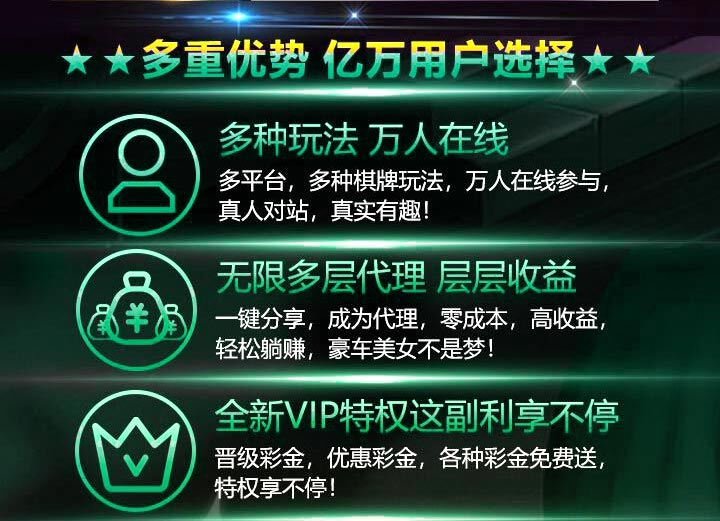 ★★多重优势 亿万用户选择★★
多种玩法 万人在线
多平台，多种棋牌玩法，万人在线参与，
真人对站，真实有趣！
无限多层代理 层层收益
一键分享，成为代理，零成本，高收益，
轻松躺赚，豪车美女不是梦！
全新VIP特权这副利享不停
晋级彩金，优惠彩金，各种彩金免费送，
特权享不停！